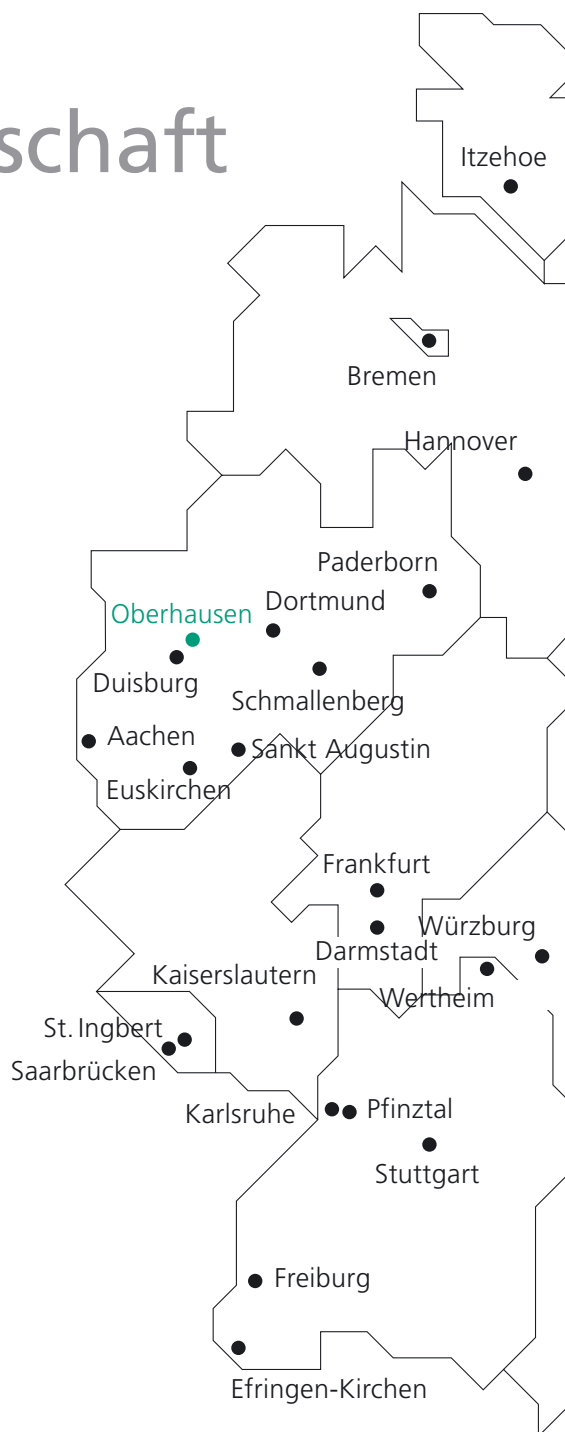 schaft
Itzehoe
Bremen
Hannover
Paderborn
Dortmund
Oberhausen
Duisburg
Schmallenberg
Aachen
Sankt Augustin
Euskirchen
Frankfurt
Würzburg
Darmstadt
Kaiserslautern
Wertheim
St. Ingbert
Saarbrücken
Karlsruhe
Pfinztal
Stuttgart
Freiburg
Efringen-Kirchen